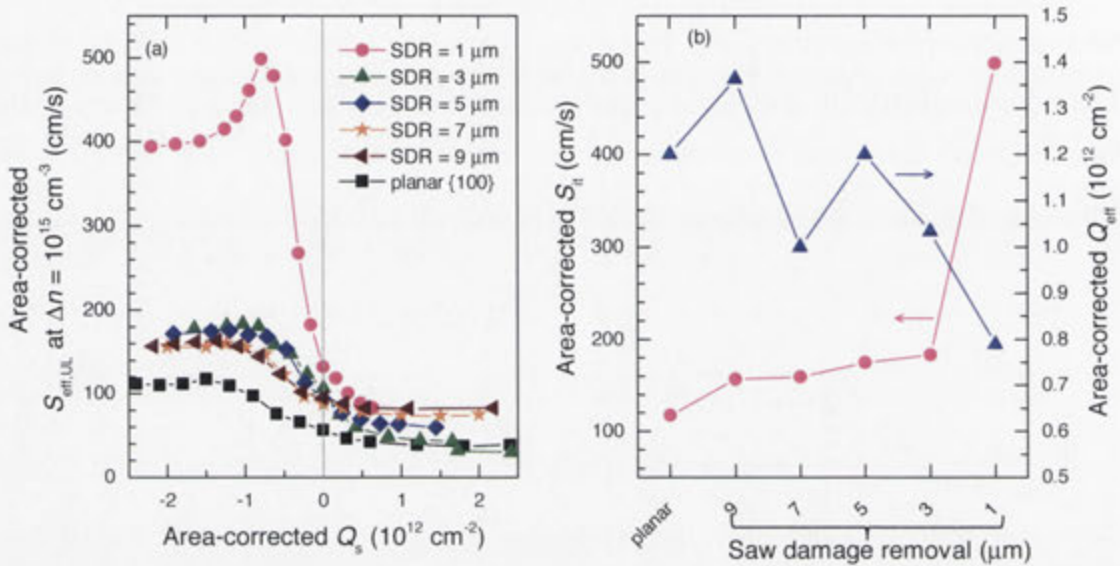 (a)
SDR = 1 μm
SDR = 3 μm
SDR = 5 μm
SDR = 7 μm
SDR = 9 μm
planar {100}
Area-corrected
S_eff,UL at Δn = 10^15 cm^-3 (cm/s)
500
400
300
200
100
0
-2
-1
0
1
2
Area-corrected Q_s (10^12 cm^-2)
(b)
Area-corrected S_it (cm/s)
500
400
300
200
100
1.5
1.4
1.3
1.2
1.1
1.0
0.9
0.8
0.7
0.6
0.5
Area-corrected Q_eff (10^12 cm^-2)
planar
9
7
5
3
1
Saw damage removal (μm)